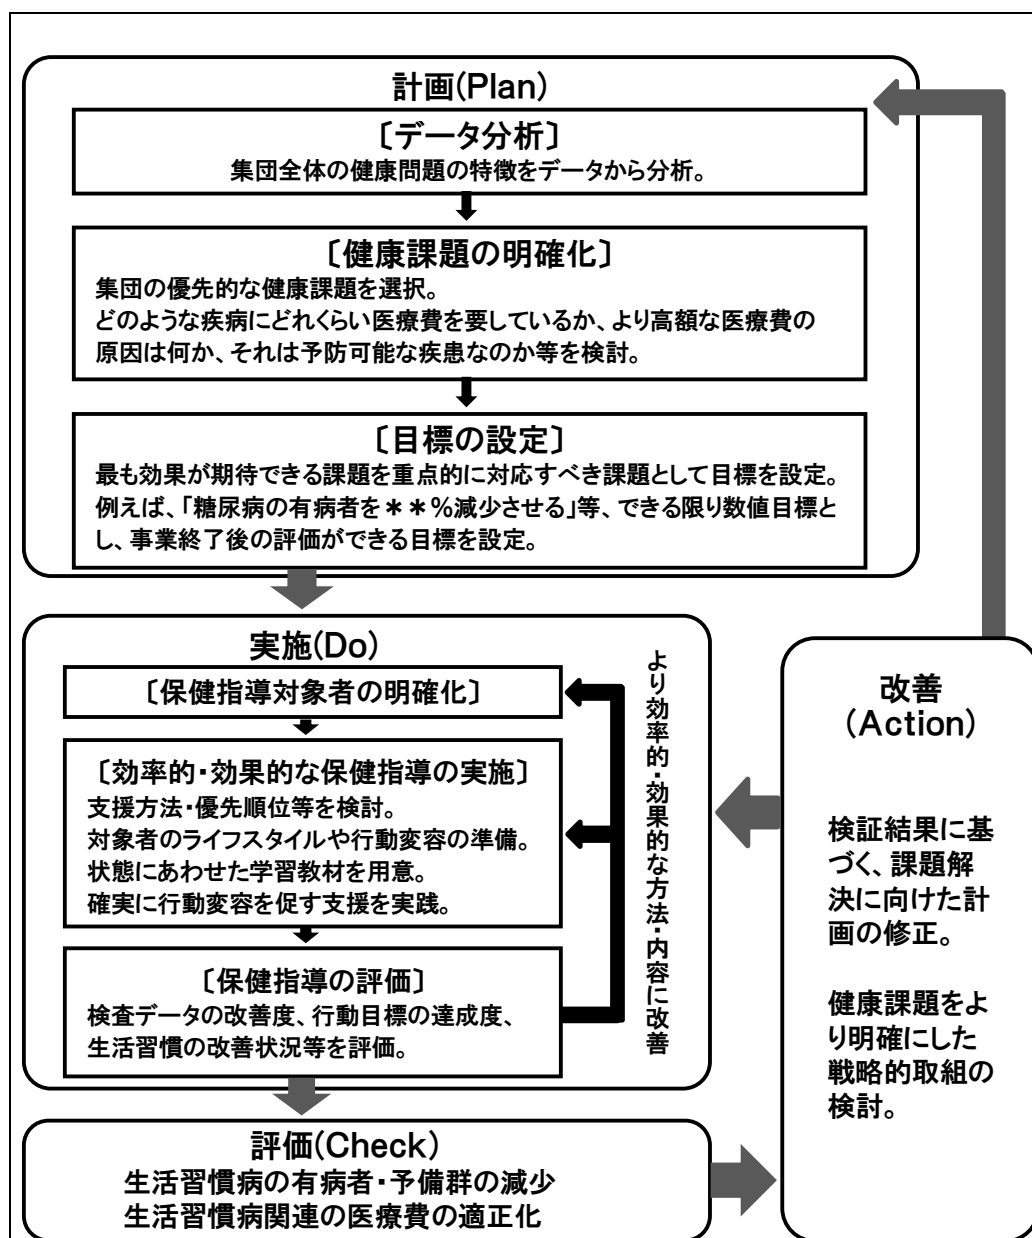 計画(Plan)
〔データ分析〕
集団全体の健康問題の特徴をデータから分析。
〔健康課題の明確化〕
集団の優先的な健康課題を選択。
どのような疾病にどれくらい医療費を要しているか、より高額な医療費の
原因は何か、それは予防可能な疾患なのか等を検討。
〔目標の設定〕
最も効果が期待できる課題を重点的に対応すべき課題として目標を設定。
例えば、「糖尿病の有病者を＊＊％減少させる」等、できる限り数値目標と
し、事業終了後の評価ができる目標を設定。
実施(Do)
〔保健指導対象者の明確化〕
〔効率的・効果的な保健指導の実施〕
支援方法・優先順位等を検討。
対象者のライフスタイルや行動変容の準備。
状態にあわせた学習教材を用意。
確実に行動変容を促す支援を実践。
〔保健指導の評価〕
検査データの改善度、行動目標の達成度、
生活習慣の改善状況等を評価。
より効率的・効果的な方法・内容に改善
評価(Check)
生活習慣病の有病者・予備群の減少
生活習慣病関連の医療費の適正化
改善
(Action)
検証結果に基
づく、課題解
決に向けた計
画の修正。
健康課題をよ
り明確にした
戦略的取組の
検討。